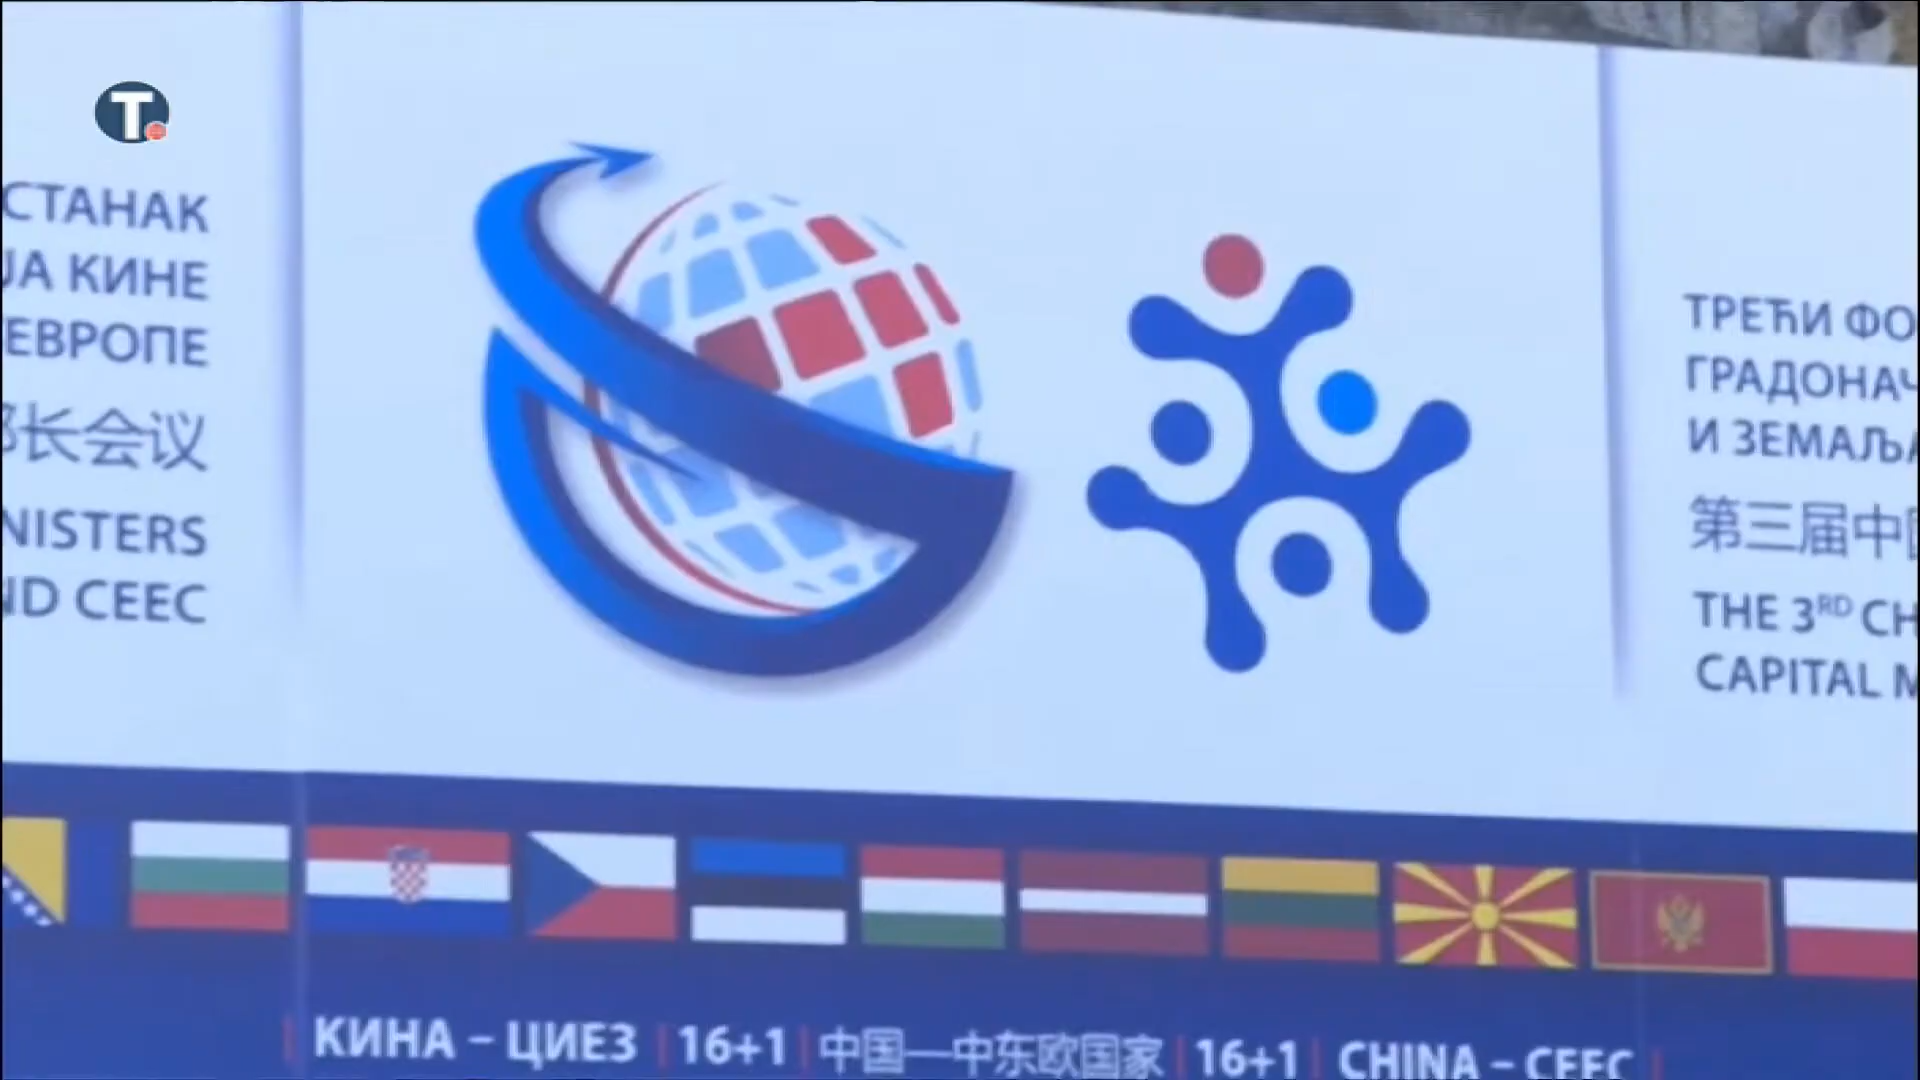 T
СТАНАК
ЈА КИНЕ
ЕВРОПЕ
部长会议
NISTERS
ND CEEC
ТРЕЋИ ФО
ГРАДОНАЧ
И ЗЕМАЉА
第三届中国
THE 3RD CH
CAPITAL M
КИНА – ЦИЕЗ | 16+1 | 中国—中东欧国家 | 16+1 | CHINA – CEEC